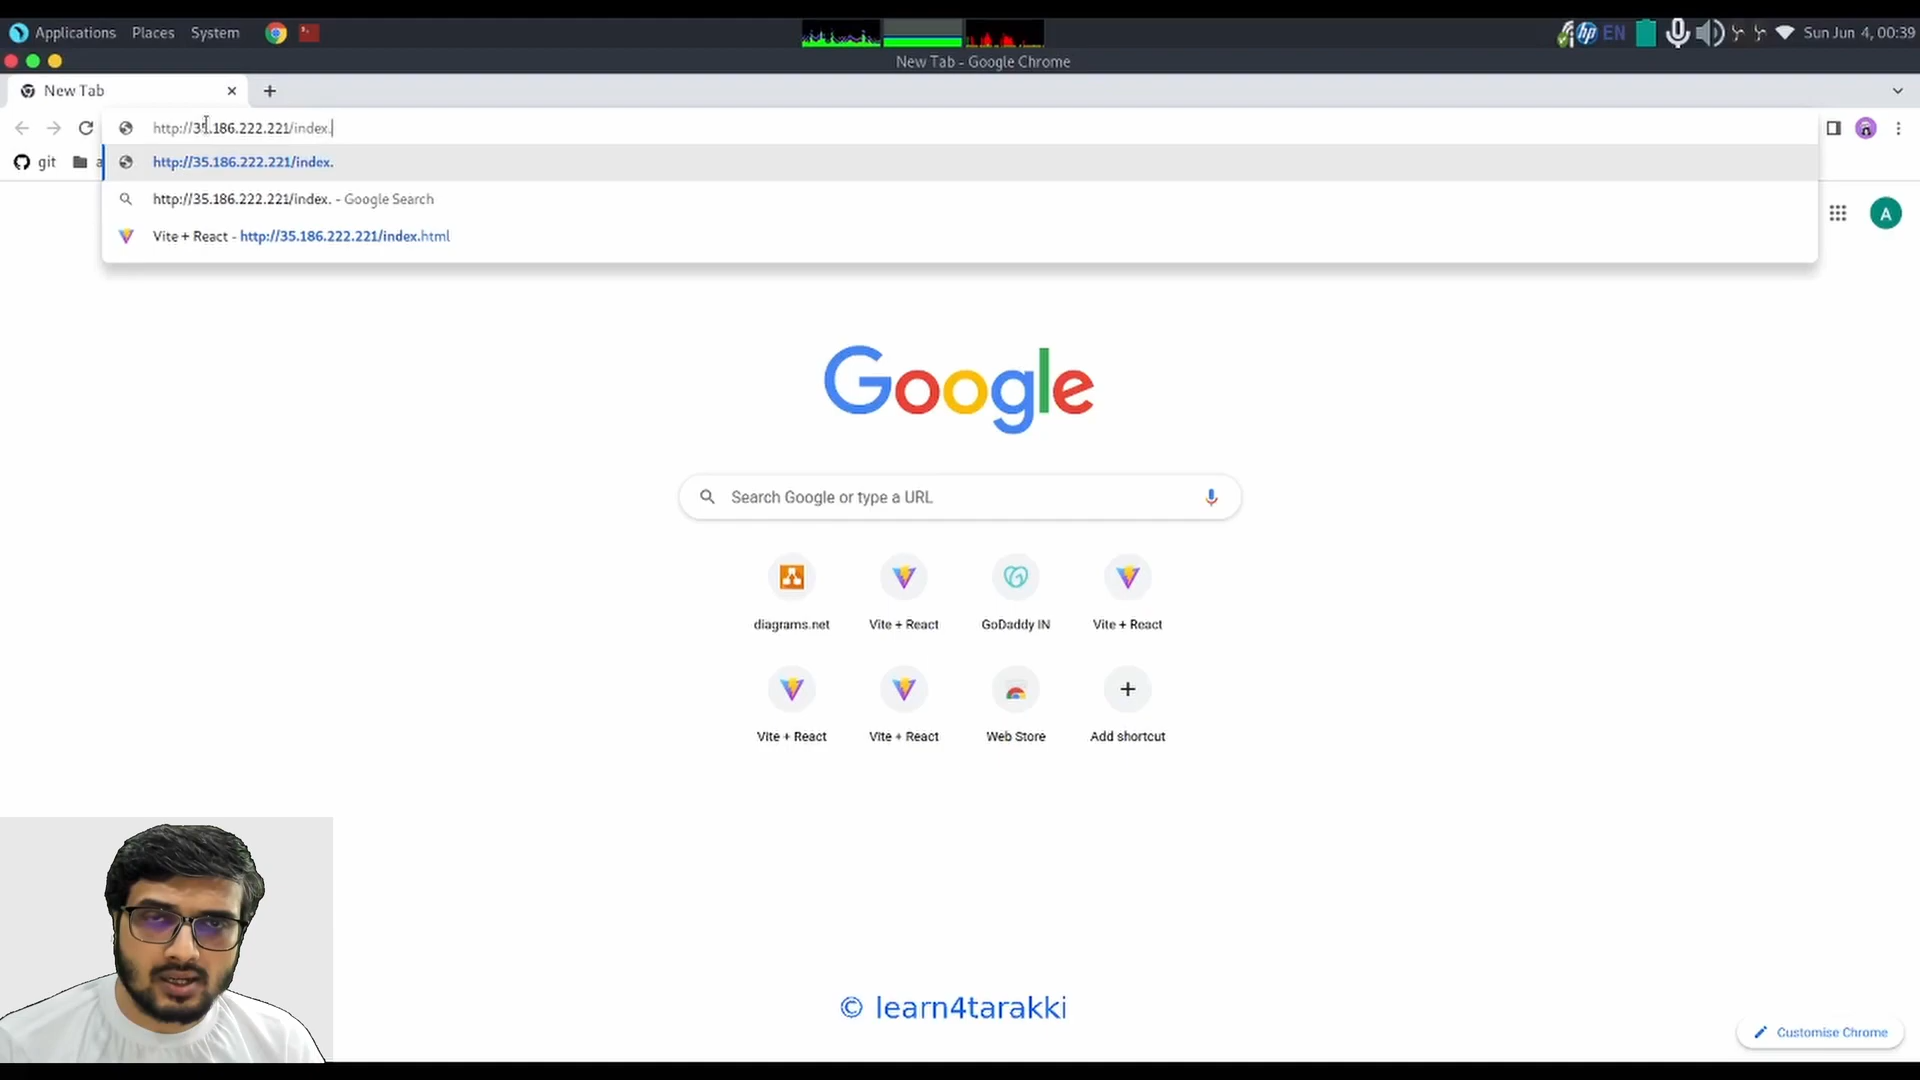 Applications Places System
EN
Sun Jun 4, 00:39
New Tab - Google Chrome
New Tab
http://35.186.222.221/index.
git
http://35.186.222.221/index.
http://35.186.222.221/index. - Google Search
Vite + React - http://35.186.222.221/index.html
A
Google
Search Google or type a URL
diagrams.net
Vite + React
GoDaddy IN
Vite + React
Vite + React
Vite + React
Web Store
Add shortcut
© learn4tarakki
Customise Chrome